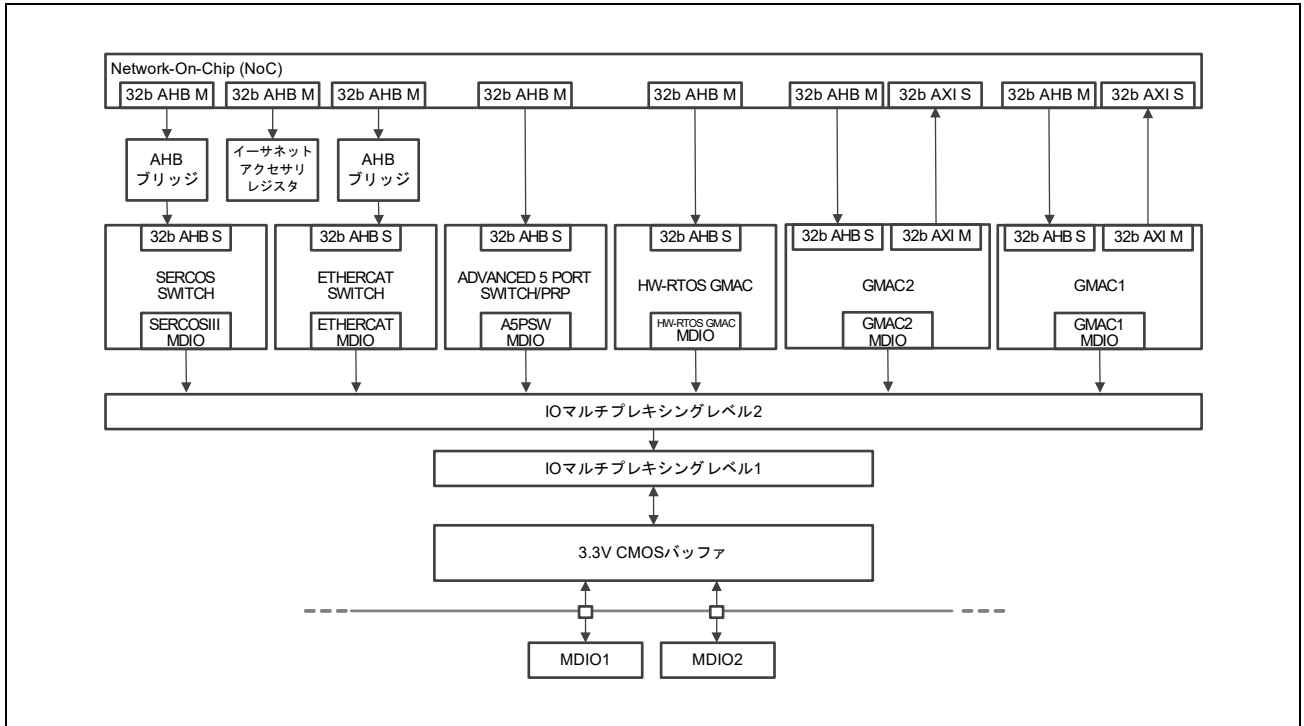 Network-On-Chip (NoC)
32b AHB M
32b AHB M
32b AHB M
32b AHB M
32b AHB M
32b AHB M
32b AXI S
32b AHB M
32b AXI S
AHB
ブリッジ
イーサネット
アクセサリ
レジスタ
AHB
ブリッジ
32b AHB S
SERCOS
SWITCH
SERCOSIII
MDIO
32b AHB S
ETHERCAT
SWITCH
ETHERCAT
MDIO
32b AHB S
ADVANCED 5 PORT
SWITCH/PRP
A5PSW
MDIO
32b AHB S
HW-RTOS GMAC
HW-RTOS GMAC
MDIO
32b AHB S
32b AXI M
GMAC2
GMAC2
MDIO
32b AHB S
32b AXI M
GMAC1
GMAC1
MDIO
IOマルチプレキシングレベル2
IOマルチプレキシングレベル1
3.3V CMOSバッファ
MDIO1
MDIO2